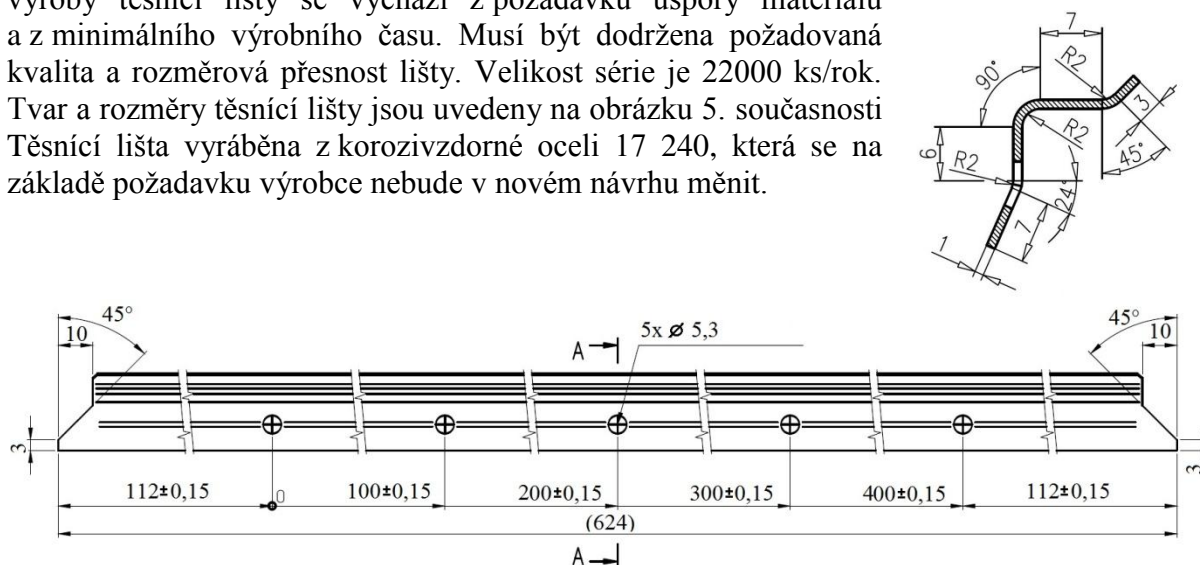 výroby těsnící lišty se vychází z požadavku úspory materiálu
a z minimálního výrobního času. Musí být dodržena požadovaná
kvalita a rozměrová přesnost lišty. Velikost série je 22000 ks/rok.
Tvar a rozměry těsnící lišty jsou uvedeny na obrázku 5. současnosti
Těsnící lišta vyráběna z korozivzdorné oceli 17 240, která se na
základě požadavku výrobce nebude v novém návrhu měnit.
7
R2
90°
3
R2
6
R2
45°
24°
7
1
45°
10
A
5x ⌀ 5,3
45°
10
3
3
112±0,15
0
100±0,15
200±0,15
300±0,15
400±0,15
112±0,15
(624)
A